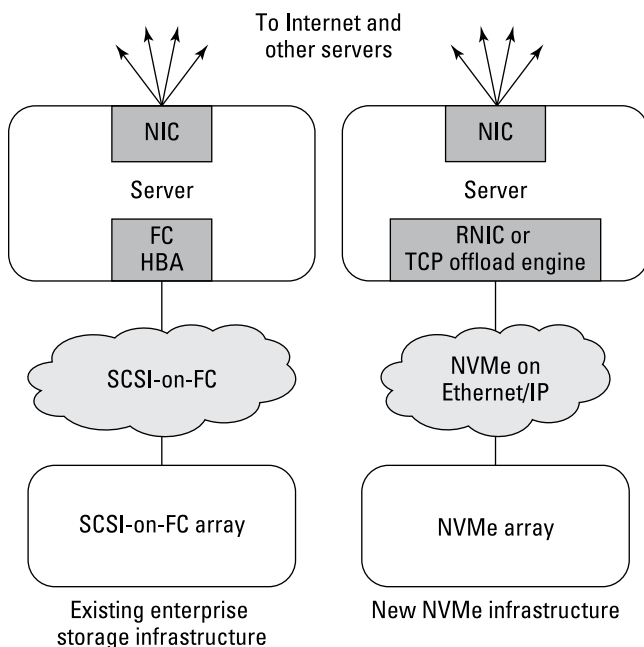 To Internet and
other servers
NIC
Server
FC
HBA
SCSI-on-FC
SCSI-on-FC array
Existing enterprise
storage infrastructure
NIC
Server
RNIC or
TCP offload engine
NVMe on
Ethernet/IP
NVMe array
New NVMe infrastructure